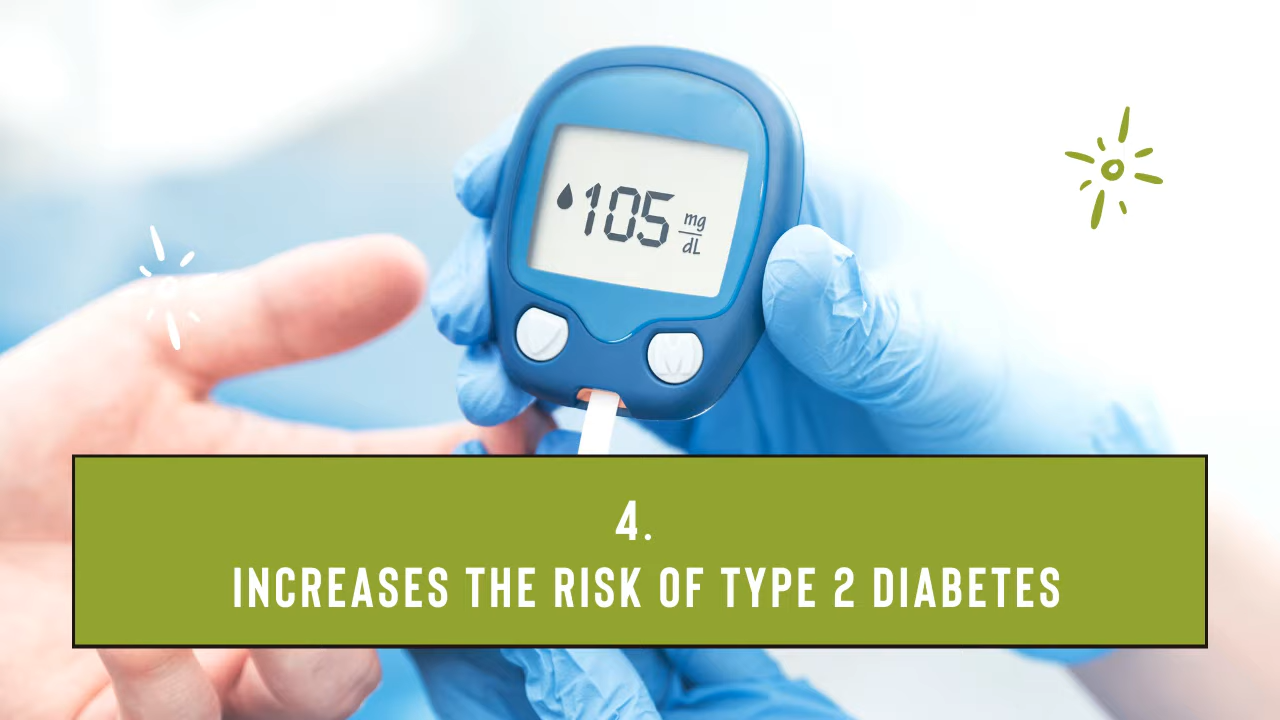 105 mg
dL
M
4.
INCREASES THE RISK OF TYPE 2 DIABETES